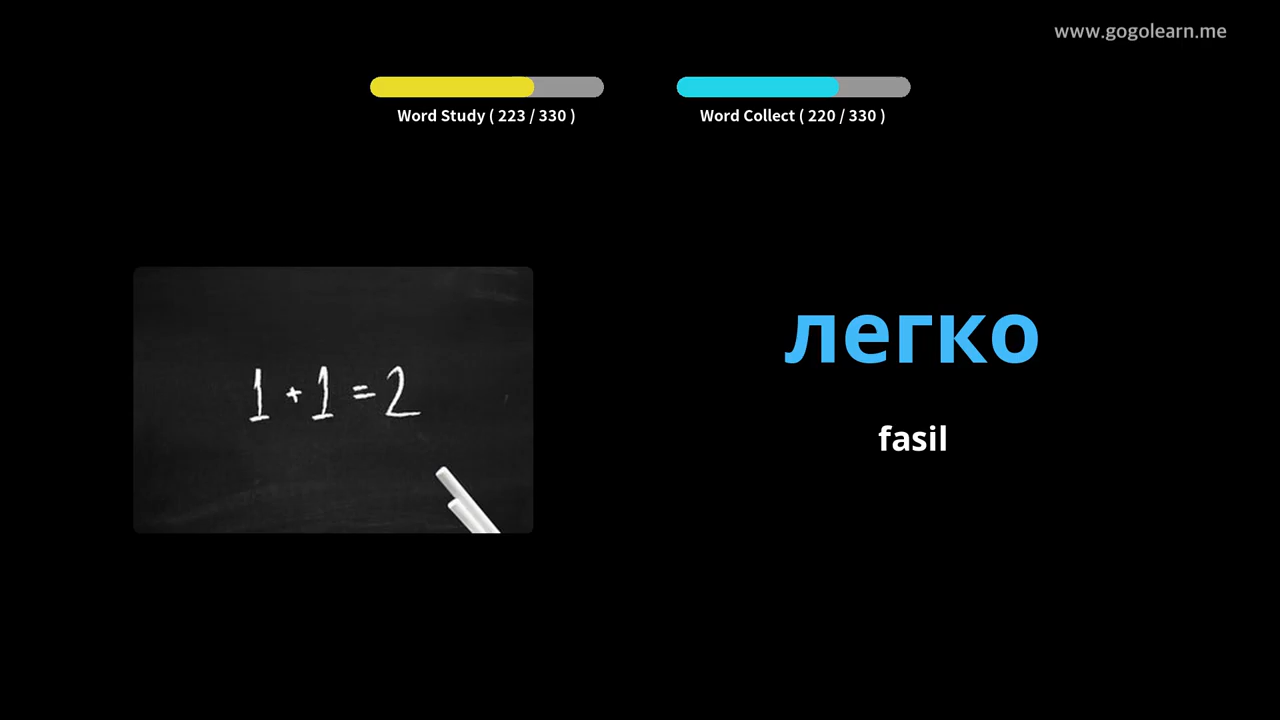 www.gogolearn.me
Word Study ( 223 / 330 )
Word Collect ( 220 / 330 )
1 + 1 = 2
легко
fasil